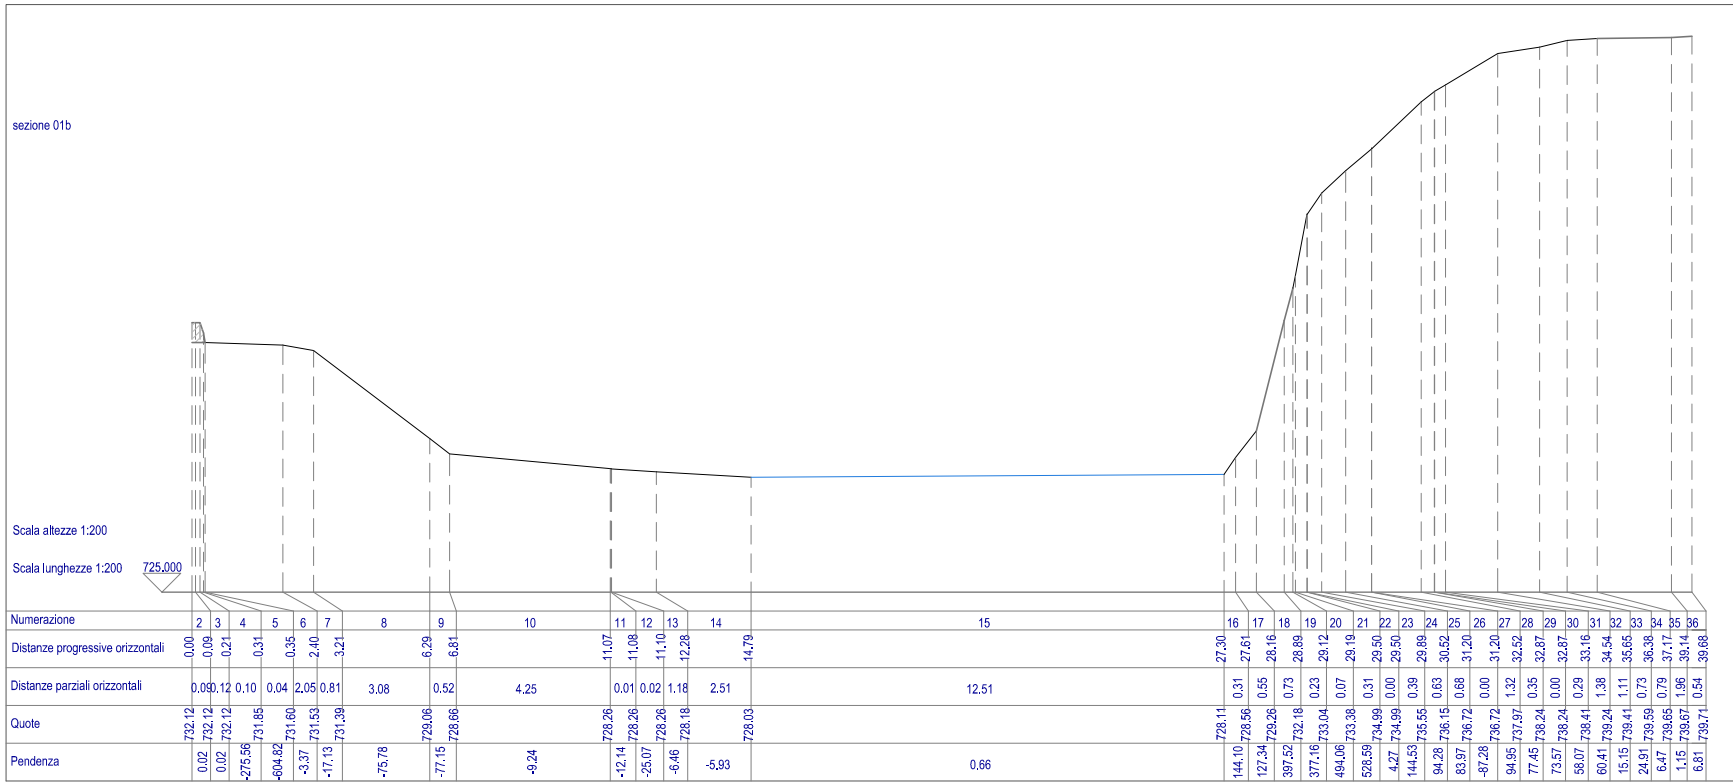 sezione 01b
Scala altezze 1:200
Scala lunghezze 1:200 725.000
Numerazione 2 3 4 5 6 7 8 9 10 11 12 13 14 15 16 17 18 19 20 21 22 23 24 25 26 27 28 29 30 31 32 33 34 35 36
Distanze progressive orizzontali 0.00 0.09 0.21 0.31 0.35 2.40 3.21 6.29 6.81 11.07 11.08 11.10 12.28 14.79 27.30 27.61 28.16 28.89 29.12 29.19 29.50 29.50 29.89 30.52 31.20 31.20 32.52 32.87 32.87 33.16 34.54 35.65 36.38 37.17 39.14 39.68
Distanze parziali orizzontali 0.09 0.12 0.10 0.04 2.05 0.81 3.08 0.52 4.25 0.01 0.02 1.18 2.51 12.51 0.31 0.55 0.73 0.23 0.07 0.31 0.00 0.39 0.63 0.68 0.00 1.32 0.35 0.00 0.29 1.38 1.11 0.73 0.79 1.96 0.54
Quote 732.12 732.12 732.12 731.85 731.60 731.53 731.39 729.06 728.66 728.26 728.26 728.26 728.18 728.03 728.11 728.56 729.26 732.18 733.04 733.38 734.99 734.99 735.55 736.15 736.72 736.72 737.97 738.24 738.24 738.41 739.24 739.41 739.59 739.65 739.67 739.71
Pendenza 0.02 0.02 -275.56 -604.82 -3.37 -17.13 -75.78 -77.15 -9.24 -12.14 -25.07 -6.46 -5.93 0.66 144.10 127.34 397.52 377.16 494.06 528.59 4.27 144.53 94.28 83.97 -87.28 94.95 77.45 73.57 58.07 60.41 15.15 24.91 6.47 1.15 6.81